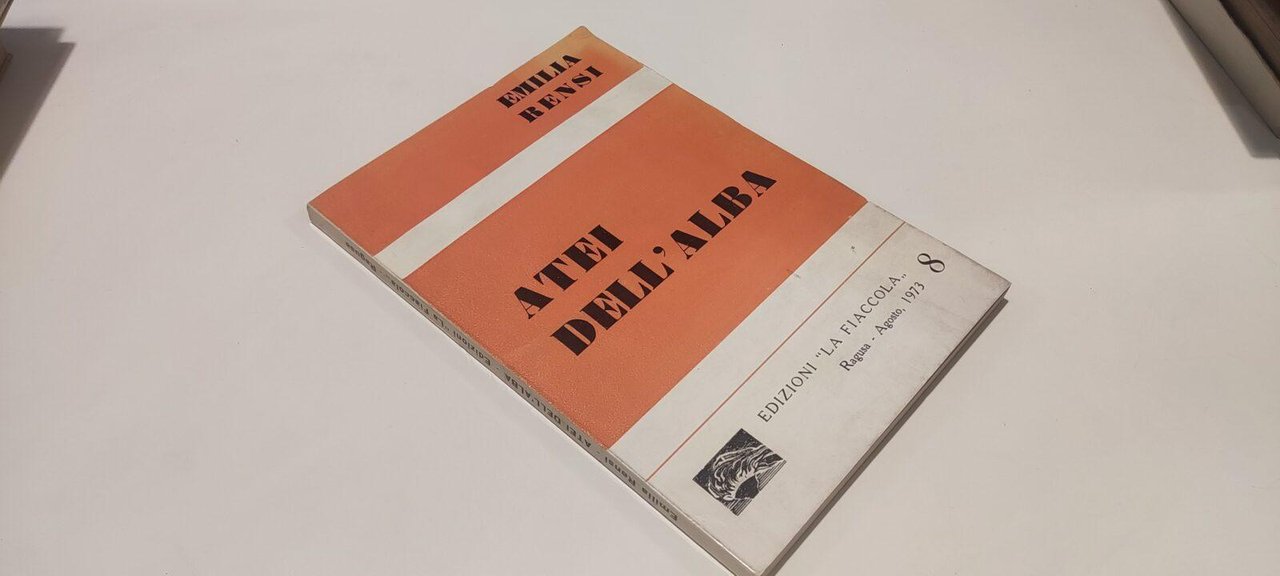 EMILIA
RENSI
ATEI
DELL'ALBA
EDIZIONI "LA FIACCOLA„
Ragusa - Agosto, 1973
8
Emilia Rensi - ATEI DELL'ALBA - Edizioni "La Fiaccola" - Ragusa